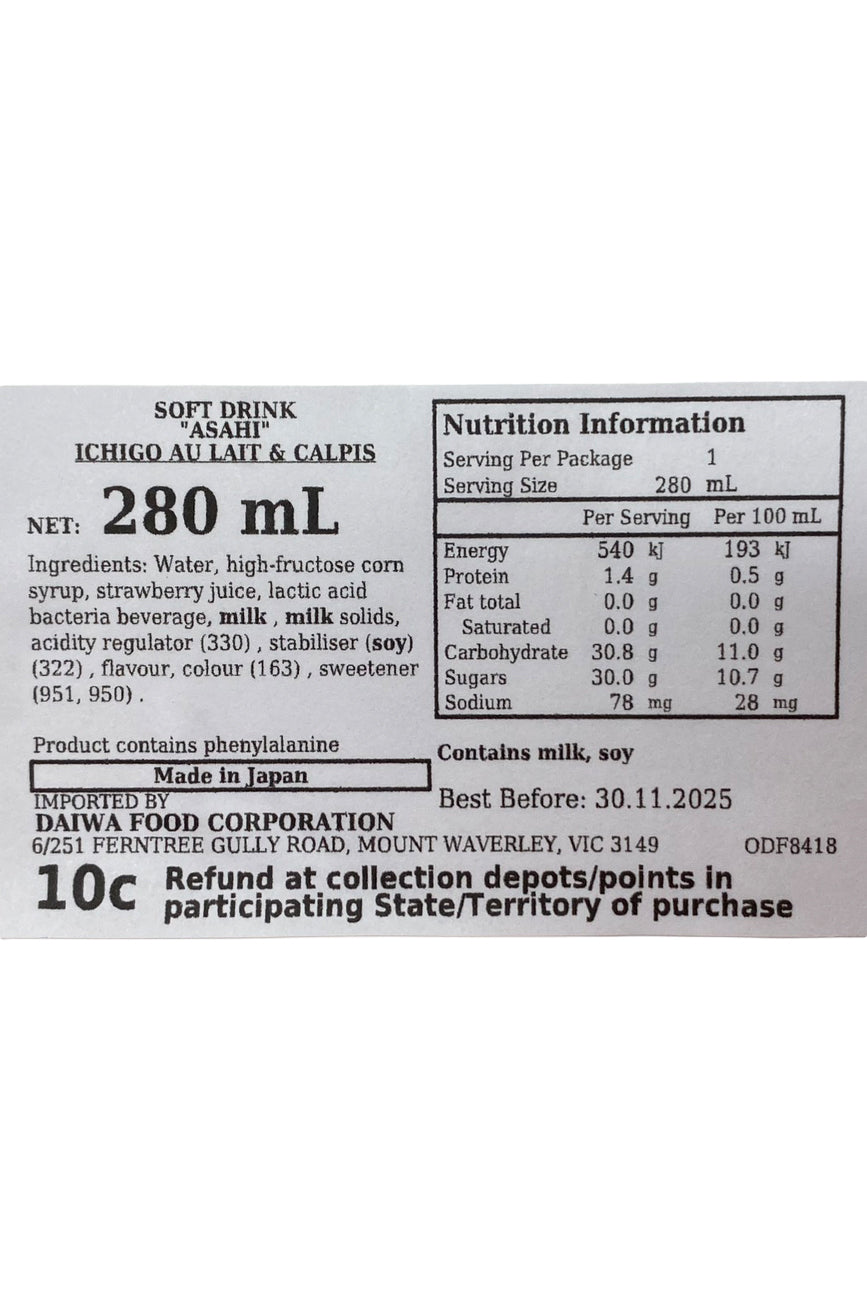 SOFT DRINK
"ASAHI"
ICHIGO AU LAIT & CALPIS
NET: 280 mL
Ingredients: Water, high-fructose corn
syrup, strawberry juice, lactic acid
bacteria beverage, milk , milk solids,
acidity regulator (330) , stabiliser (soy)
(322) , flavour, colour (163) , sweetener
(951, 950) .
Product contains phenylalanine
Made in Japan
Nutrition Information
Serving Per Package 1
Serving Size 280 mL
Per Serving Per 100 mL
Energy 540 kJ 193 kJ
Protein 1.4 g 0.5 g
Fat total 0.0 g 0.0 g
Saturated 0.0 g 0.0 g
Carbohydrate 30.8 g 11.0 g
Sugars 30.0 g 10.7 g
Sodium 78 mg 28 mg
Contains milk, soy
Best Before: 30.11.2025
IMPORTED BY
DAIWA FOOD CORPORATION
6/251 FERNTREE GULLY ROAD, MOUNT WAVERLEY, VIC 3149 ODF8418
10c Refund at collection depots/points in
participating State/Territory of purchase